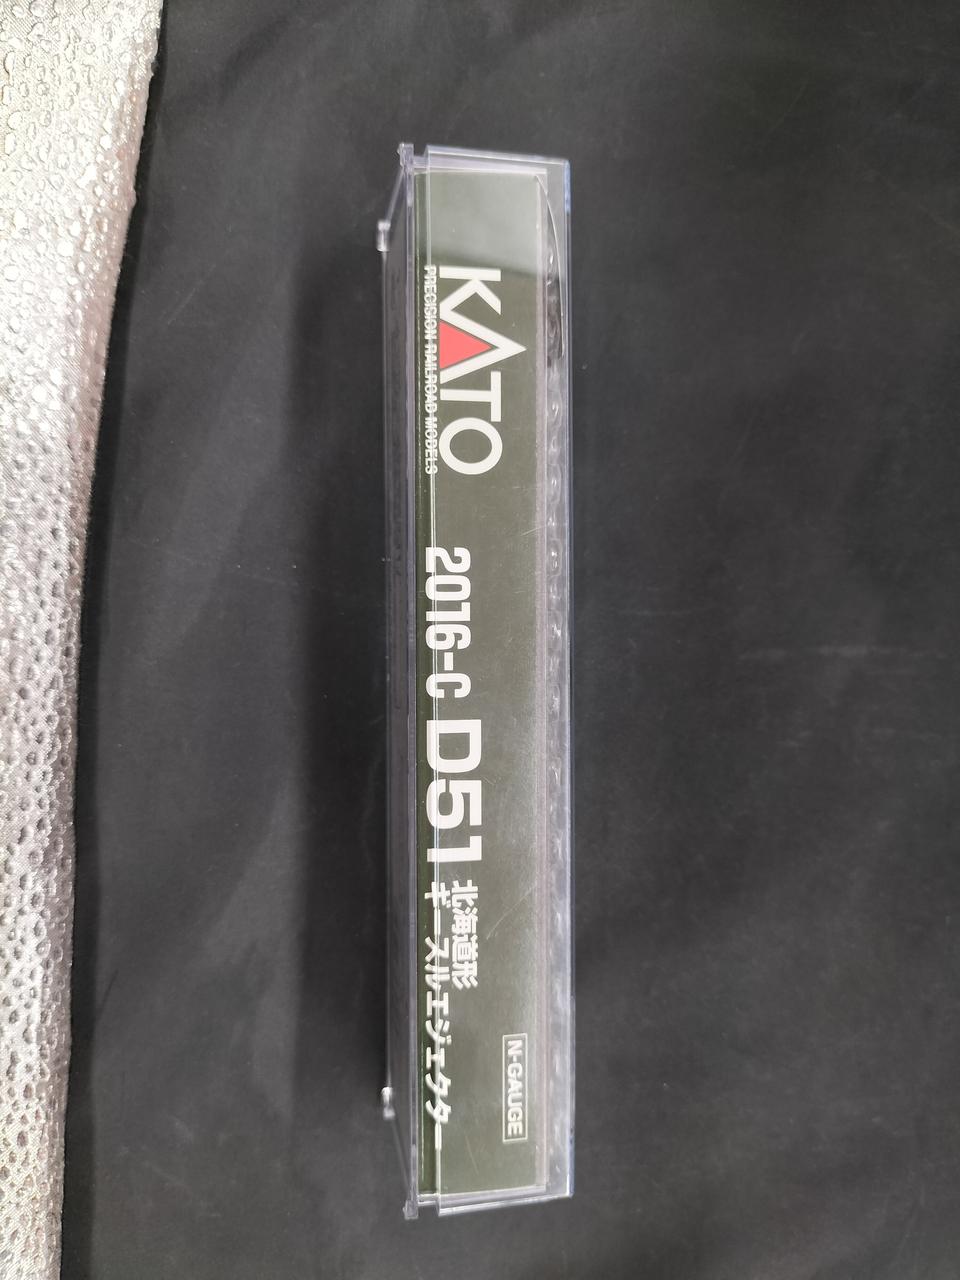 KATO
PRECISION RAILROAD MODELS
2016-C D51 北海道形
ギースルエジェクター
N-GAUGE